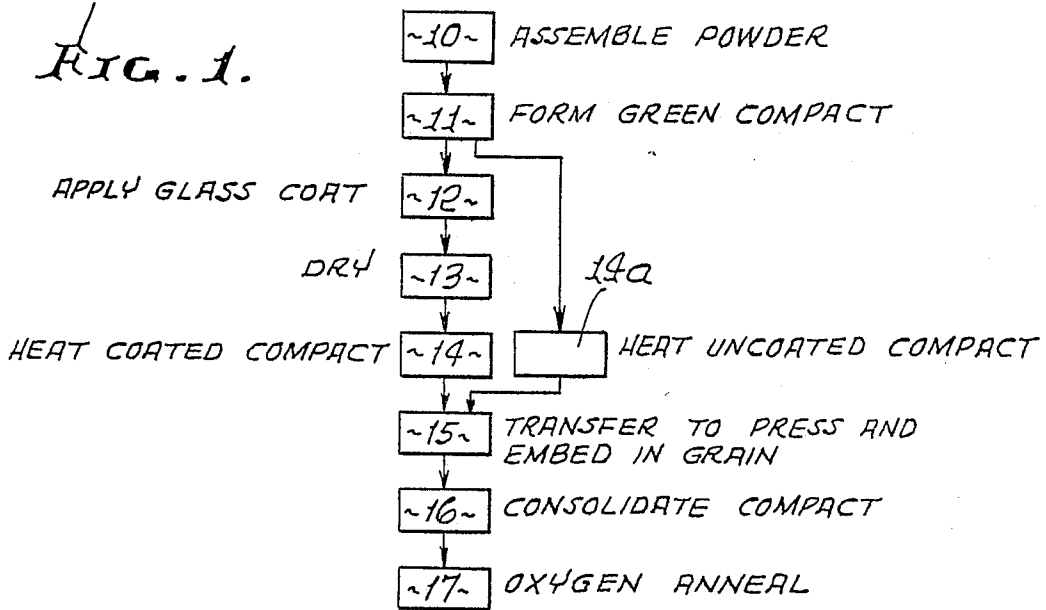 FIG. 1.
~10~ ASSEMBLE POWDER
~11~ FORM GREEN COMPACT
APPLY GLASS COAT ~12~
DRY ~13~
14a
HEAT COATED COMPACT ~14~ HEAT UNCOATED COMPACT
~15~ TRANSFER TO PRESS AND
EMBED IN GRAIN
~16~ CONSOLIDATE COMPACT
~17~ OXYGEN ANNEAL